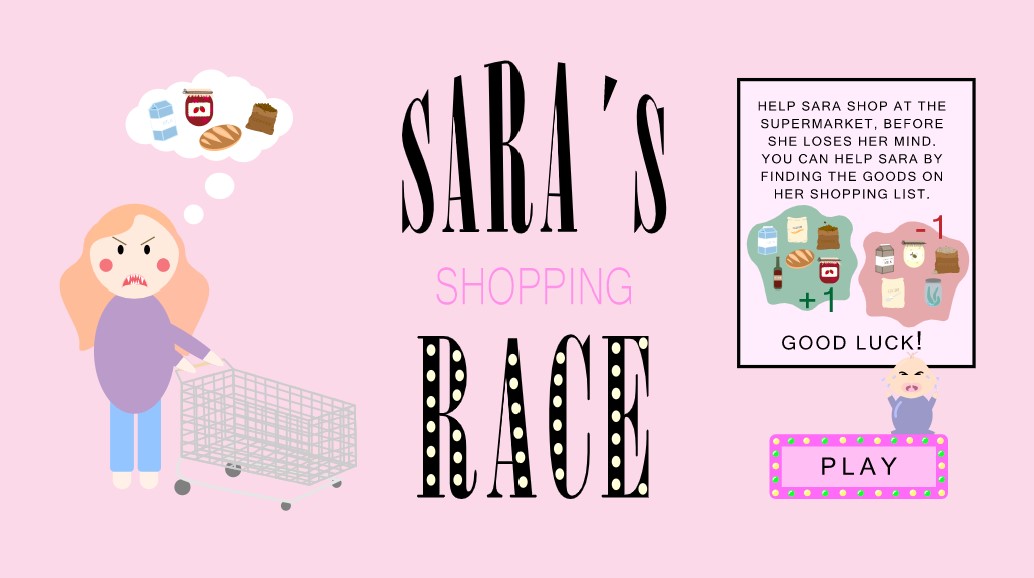 SARA's
SHOPPING
RACE
HELP SARA SHOP AT THE
SUPERMARKET, BEFORE
SHE LOSES HER MIND.
YOU CAN HELP SARA BY
FINDING THE GOODS ON
HER SHOPPING LIST.
-1
+1
GOOD LUCK!
PLAY